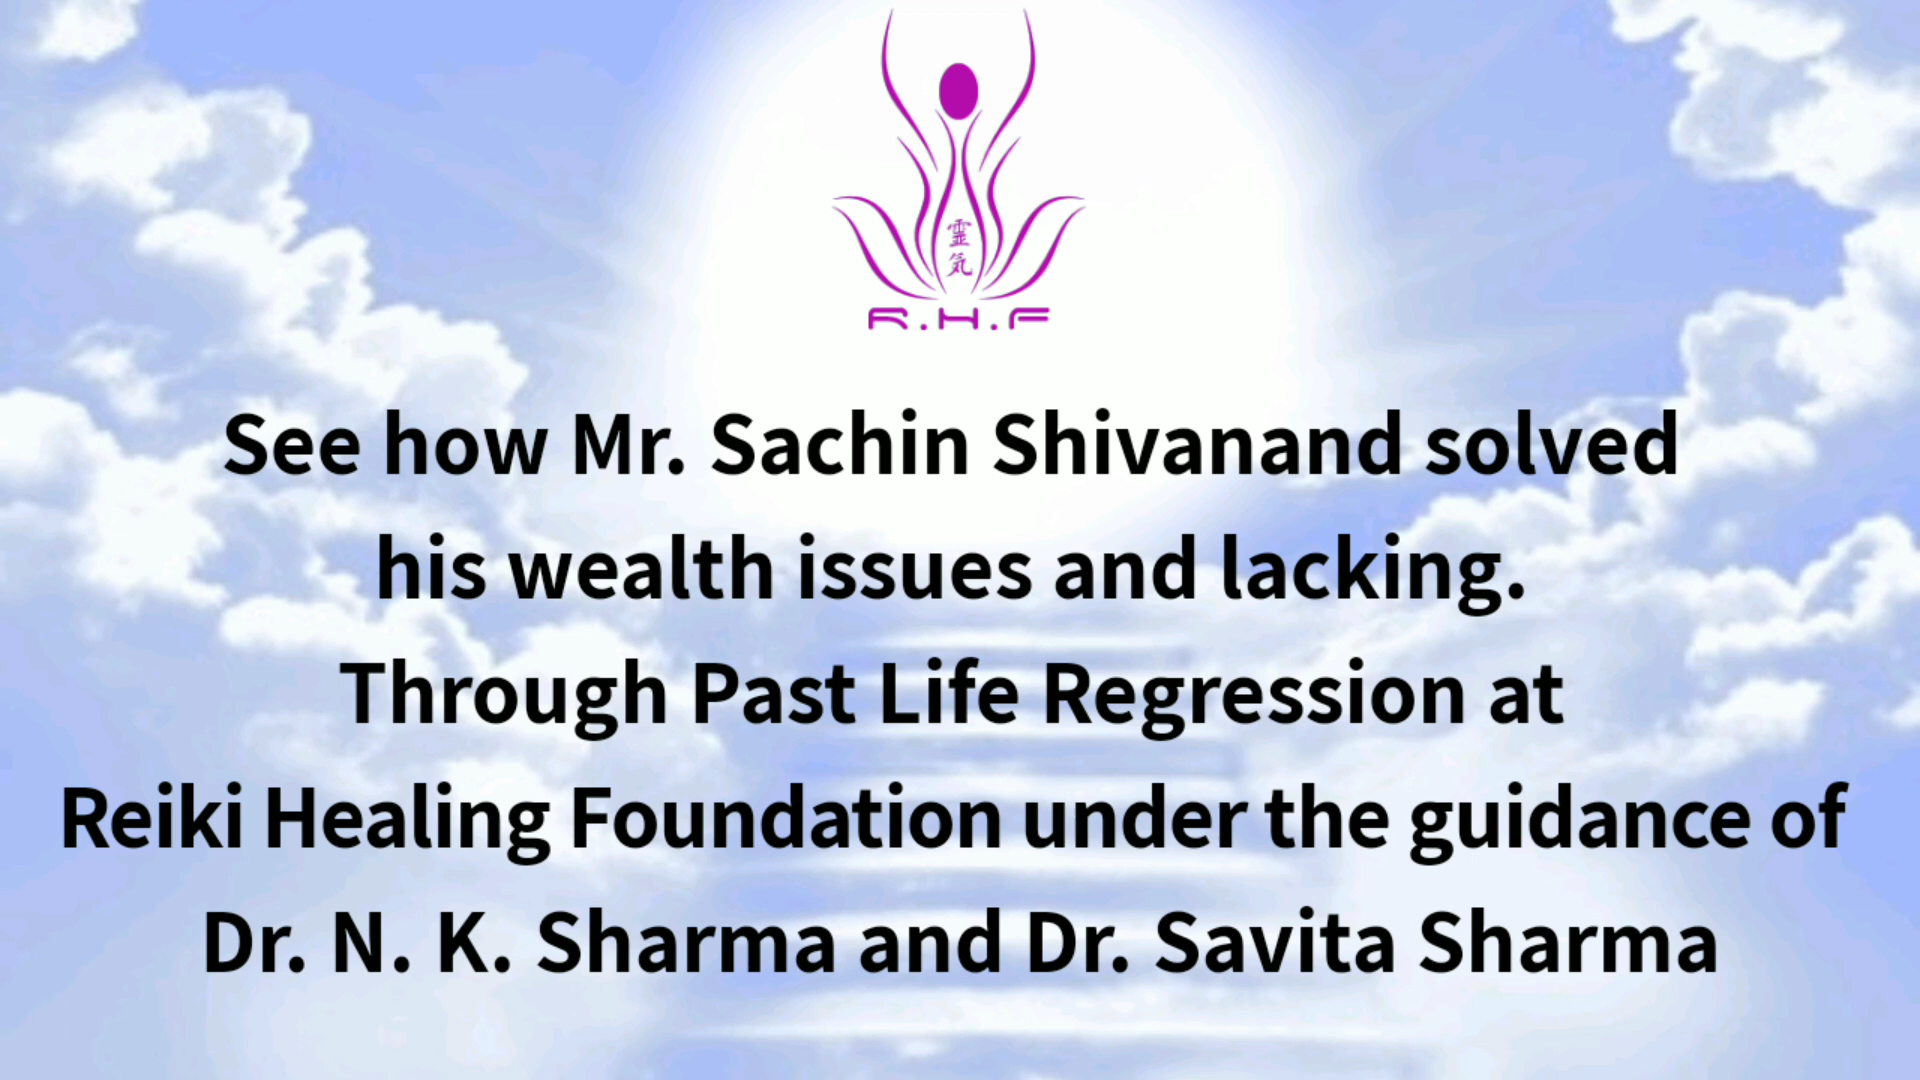 霊
気
R.H.F
See how Mr. Sachin Shivanand solved
his wealth issues and lacking.
Through Past Life Regression at
Reiki Healing Foundation under the guidance of
Dr. N. K. Sharma and Dr. Savita Sharma